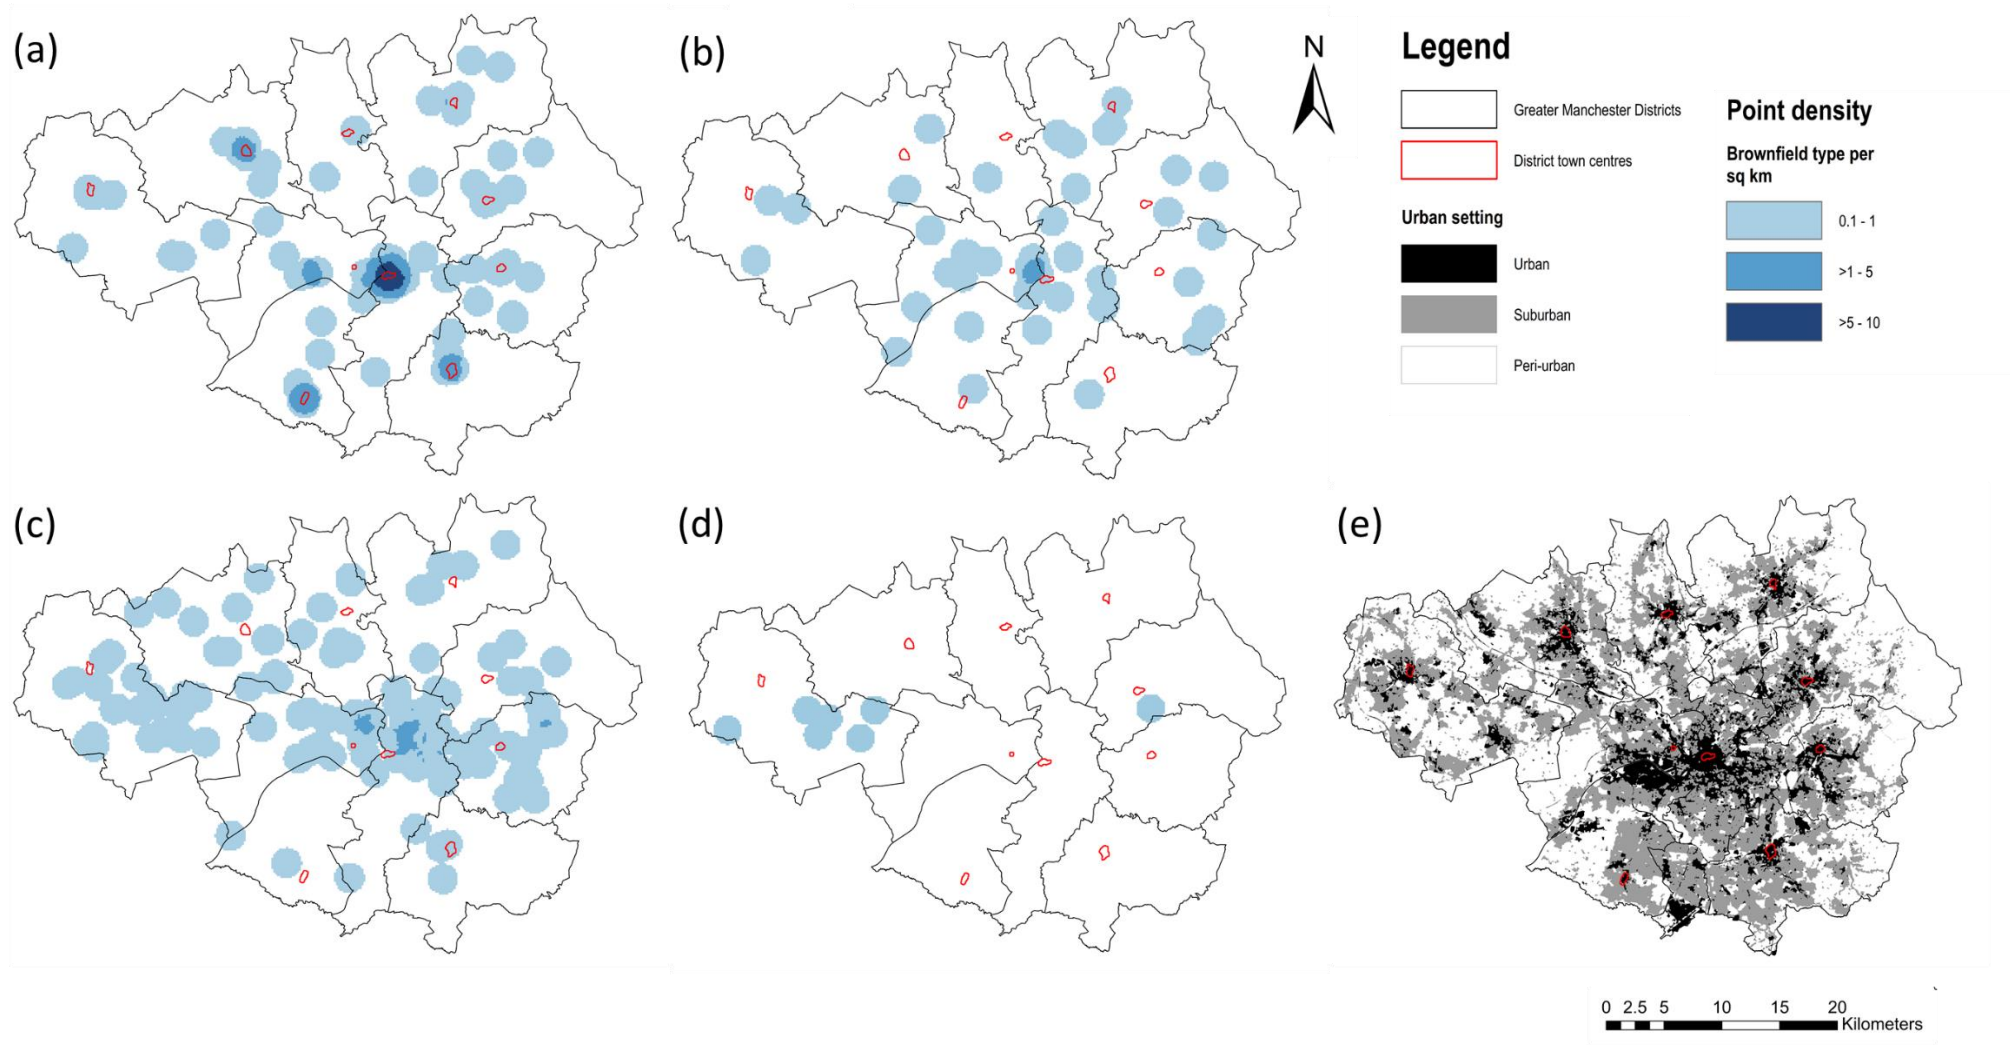 (a)
(b)
N
Legend
Greater Manchester Districts
District town centres
Urban setting
Urban
Suburban
Peri-urban
Point density
Brownfield type per
sq km
0.1 - 1
>1 - 5
>5 - 10
(c)
(d)
(e)
0 2.5 5 10 15 20
Kilometers